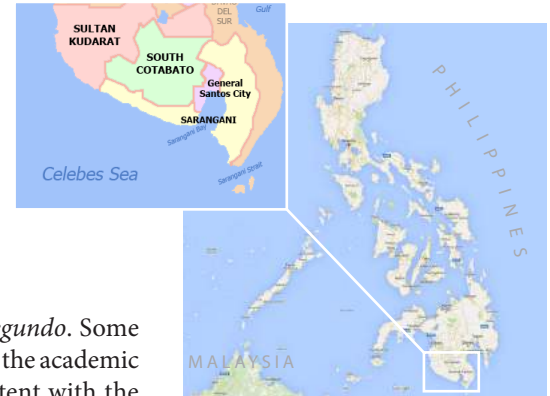 DEL
SUR
Gulf
SULTAN
KUDARAT
SOUTH
COTABATO
General
Santos City
SARANGANI
Sarangani Bay
Sarangani Strait
Celebes Sea
PHILIPPINES
MALAYSIA
egundo. Some
the academic
tent with the